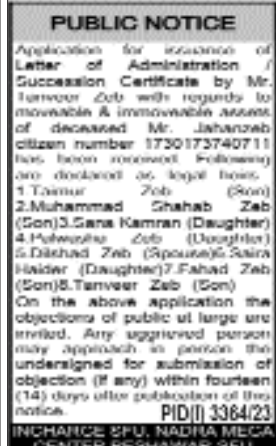 PUBLIC NOTICE
Application for issuance of
Letter of Administration /
Succession Certificate by Mr.
Tanveer Zeb with regards to
moveable & immoveable assets
of deceased Mr. Jahanzeb
citizen number 1730173740711
has been received. Following
are declared as legal heirs.
1.Taimur Zeb (Son)
2.Muhammad Shahab Zeb
(Son)3.Sana Kamran (Daughter)
4.Palwasha Zeb (Daughter)
5.Dilshad Zeb (Spouse)6.Saira
Haider (Daughter)7.Fahad Zeb
(Son)8.Tanveer Zeb (Son)
On the above application the
objections of public at large are
invited. Any aggrieved person
may approach in person the
undersigned for submission of
objection (if any) within fourteen
(14) days after publication of this
notice. PID(I) 3364/23
INCHARGE SFU, NADRA MEGA
CENTER PESHAWAR SFU